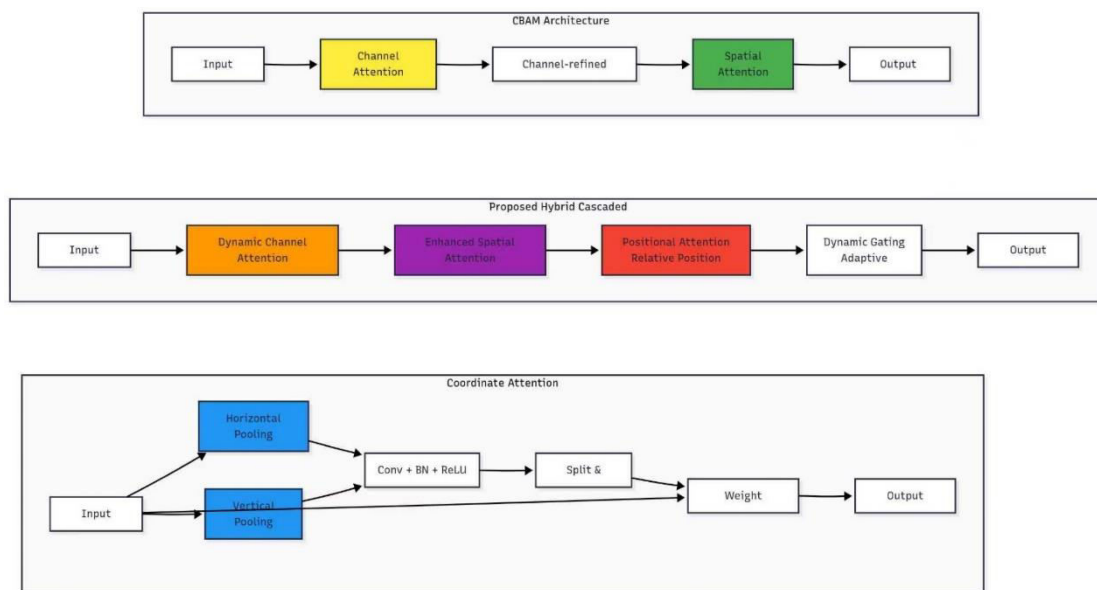 CBAM Architecture
Input
Channel
Attention
Channel-refined
Spatial
Attention
Output
Proposed Hybrid Cascaded
Input
Dynamic Channel
Attention
Enhanced Spatial
Attention
Positional Attention
Relative Position
Dynamic Gating
Adaptive
Output
Coordinate Attention
Horizontal
Pooling
Conv + BN + ReLU
Split &
Input
Vertical
Pooling
Weight
Output